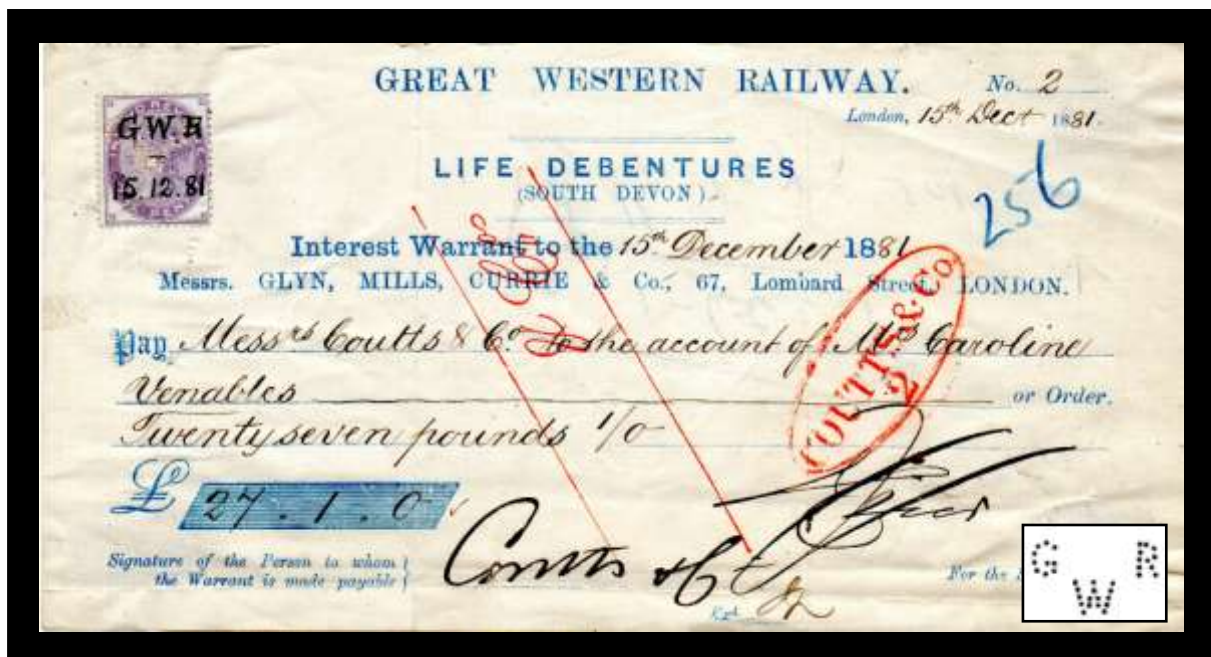 GREAT WESTERN RAILWAY. No. 2
London, 15th Decr 1881.
G.W.R
15.12.81
LIFE DEBENTURES
(SOUTH DEVON).
256
Interest Warrant to the 15th December 1881
Messrs. GLYN, MILLS, CURRIE & Co., 67, Lombard Street, LONDON.
Pay Messrs Coutts & Co. to the account of Mrs Caroline
Venables or Order,
Twenty seven pounds 1/0
£ 27.1.0
COUTTS & Co.
2
Signature of the Person to whom
the Warrant is made payable
Coutts & Co
For the
G R
W